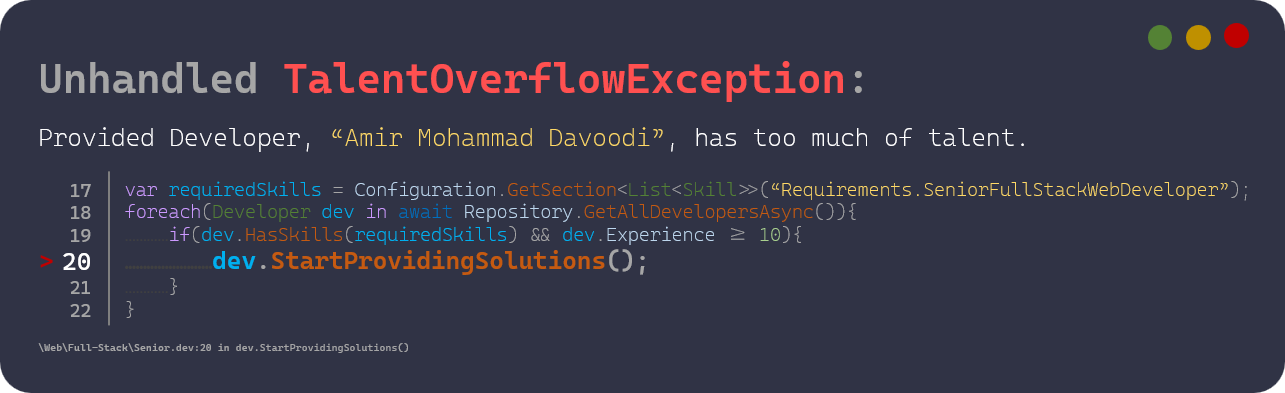 Unhandled TalentOverflowException:
Provided Developer, “Amir Mohammad Davoodi”, has too much of talent.
17 var requiredSkills = Configuration.GetSection<List<Skill>>(“Requirements.SeniorFullStackWebDeveloper”);
18 foreach(Developer dev in await Repository.GetAllDevelopersAsync()){
19 if(dev.HasSkills(requiredSkills) && dev.Experience ≥ 10){
> 20 dev.StartProvidingSolutions();
21 }
22 }
\Web\Full-Stack\Senior.dev:20 in dev.StartProvidingSolutions()